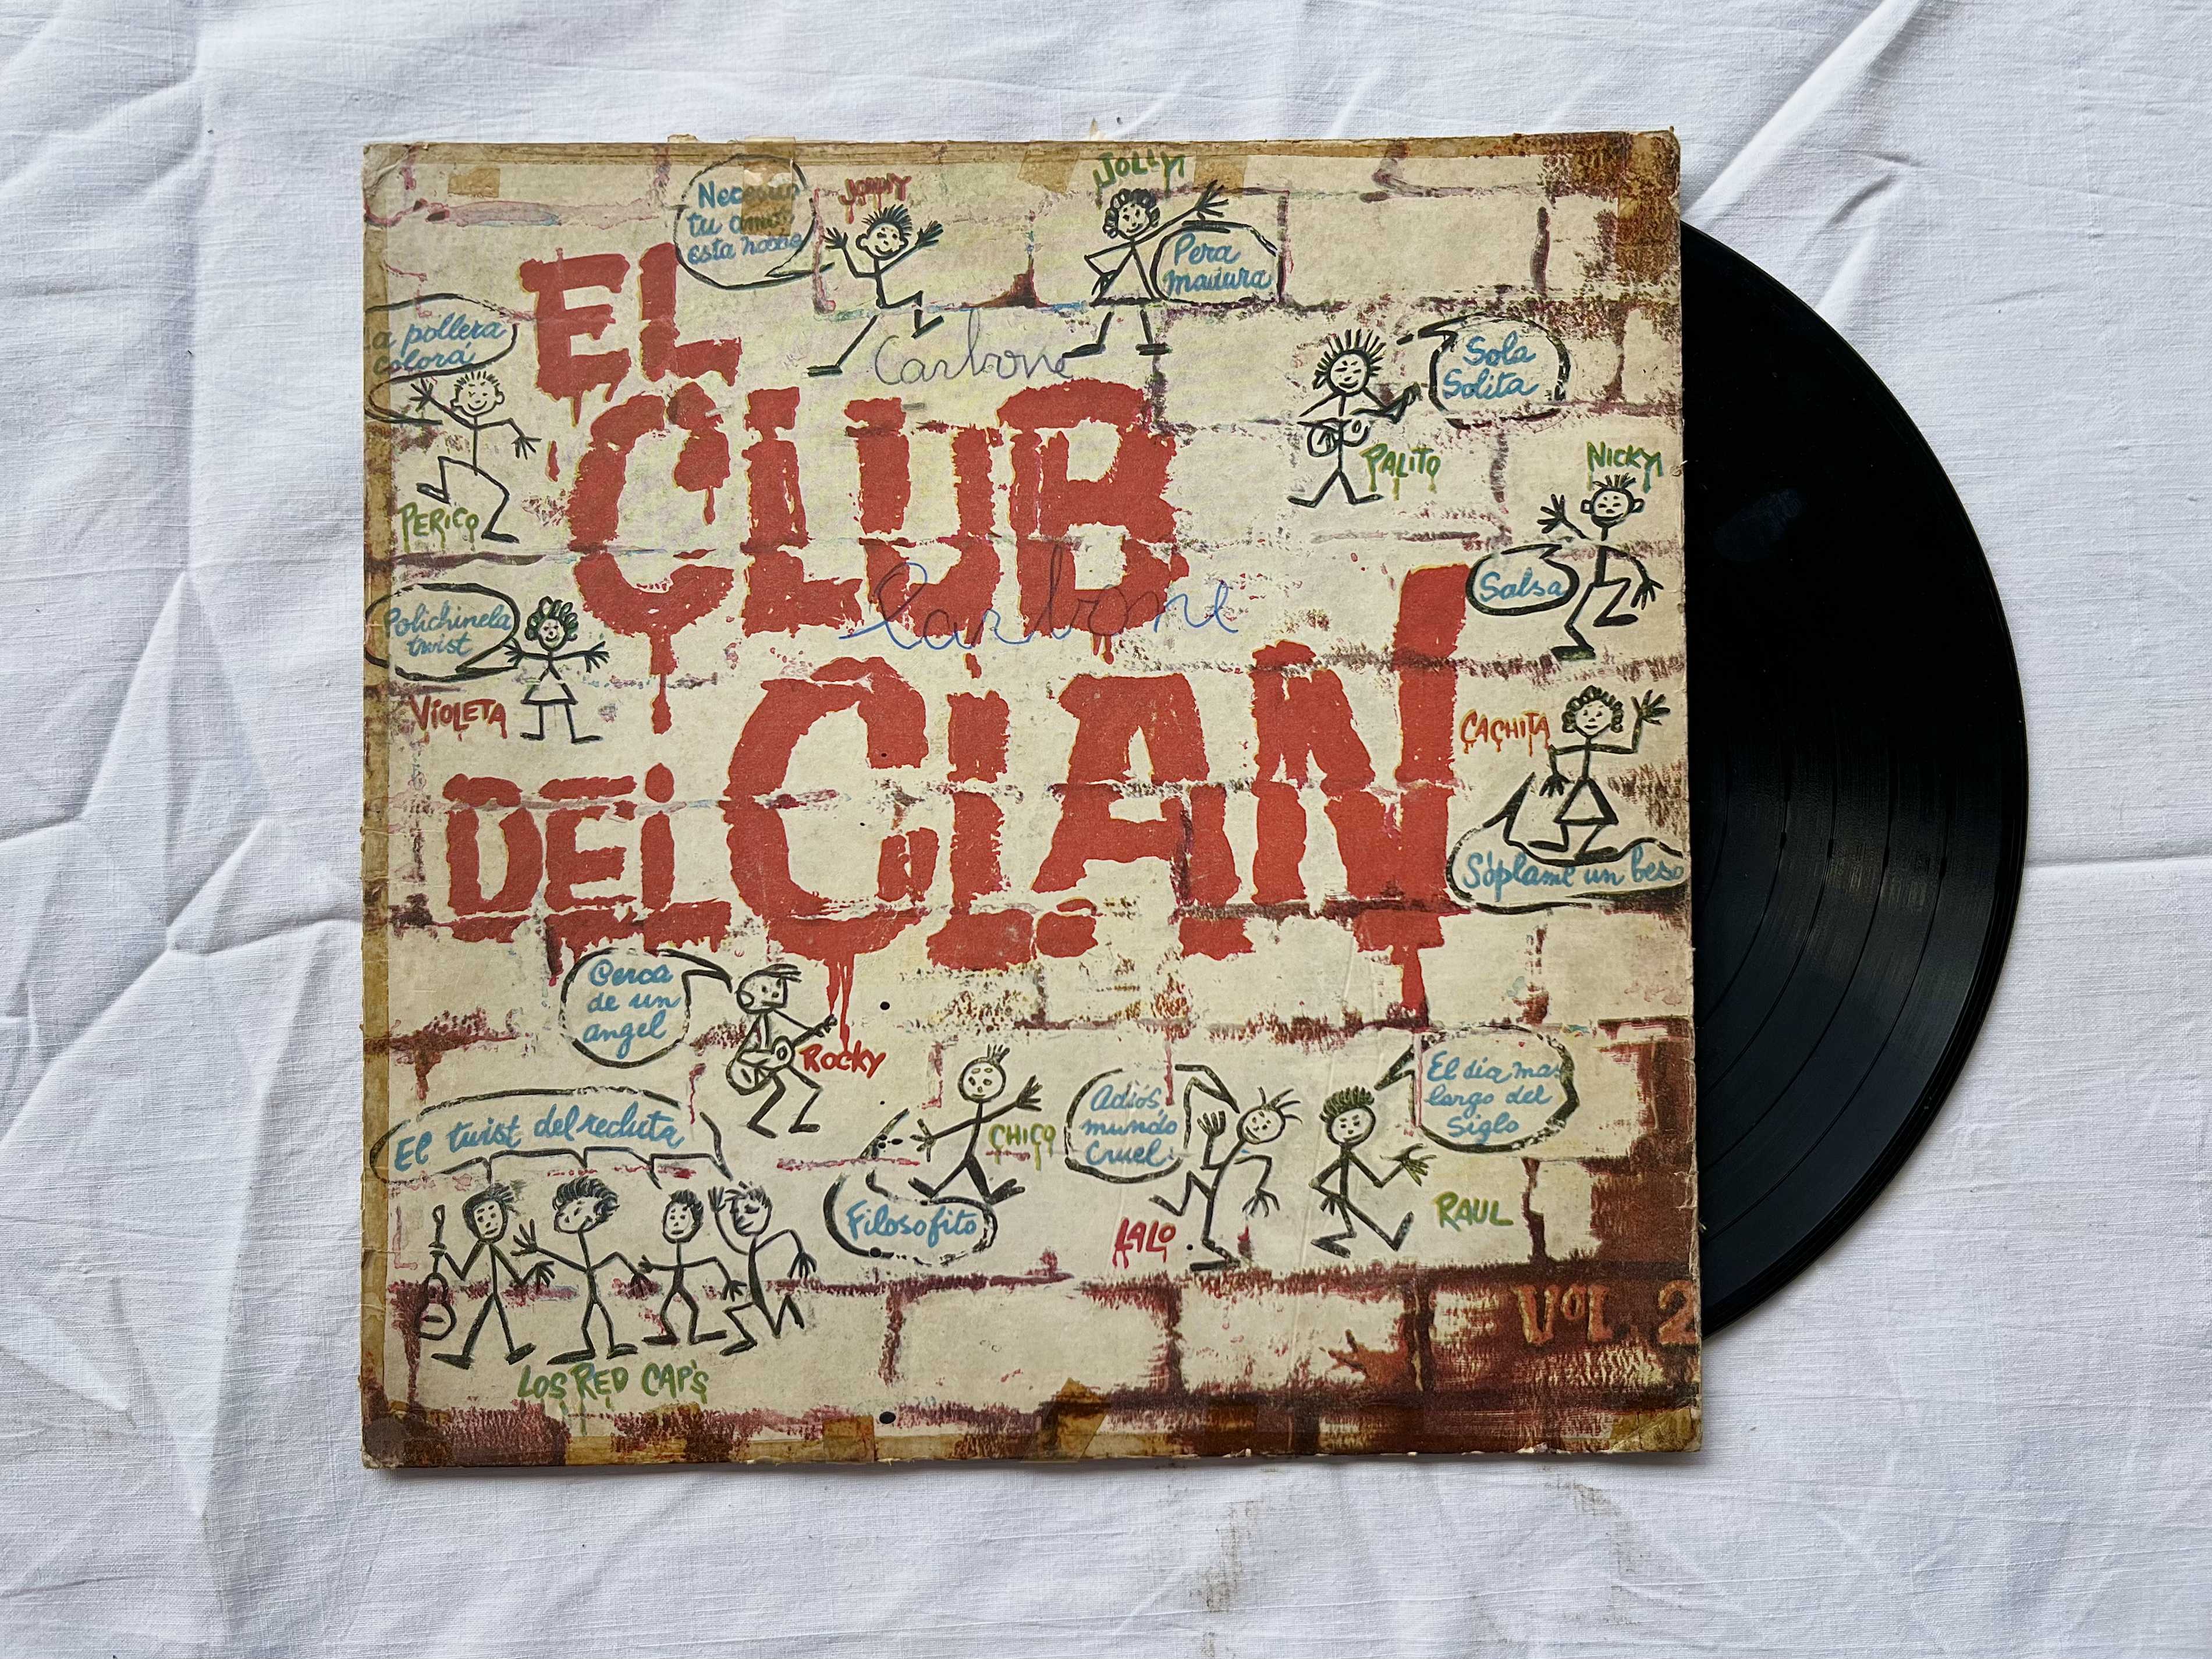 JOLLY
Necesito
tu amor
esta noche
JOHNY
Pera
madura
EL
a pollera
colorá
Carbone
Sola
Solita
PALITO
NICKY
PERICO
CLUB
Salsa
Polichinela
twist
Carbone
VIOLETA
CACHITA
DEL CLAN
Sóplame un beso
Cerca
de un
angel
ROCKY
El dia mas
largo del
Siglo
Adiós
mundo
Cruel
CHICO
El twist del recluta
Filosofito
LALO
RAUL
VOL 2
LOS RED CAP'S